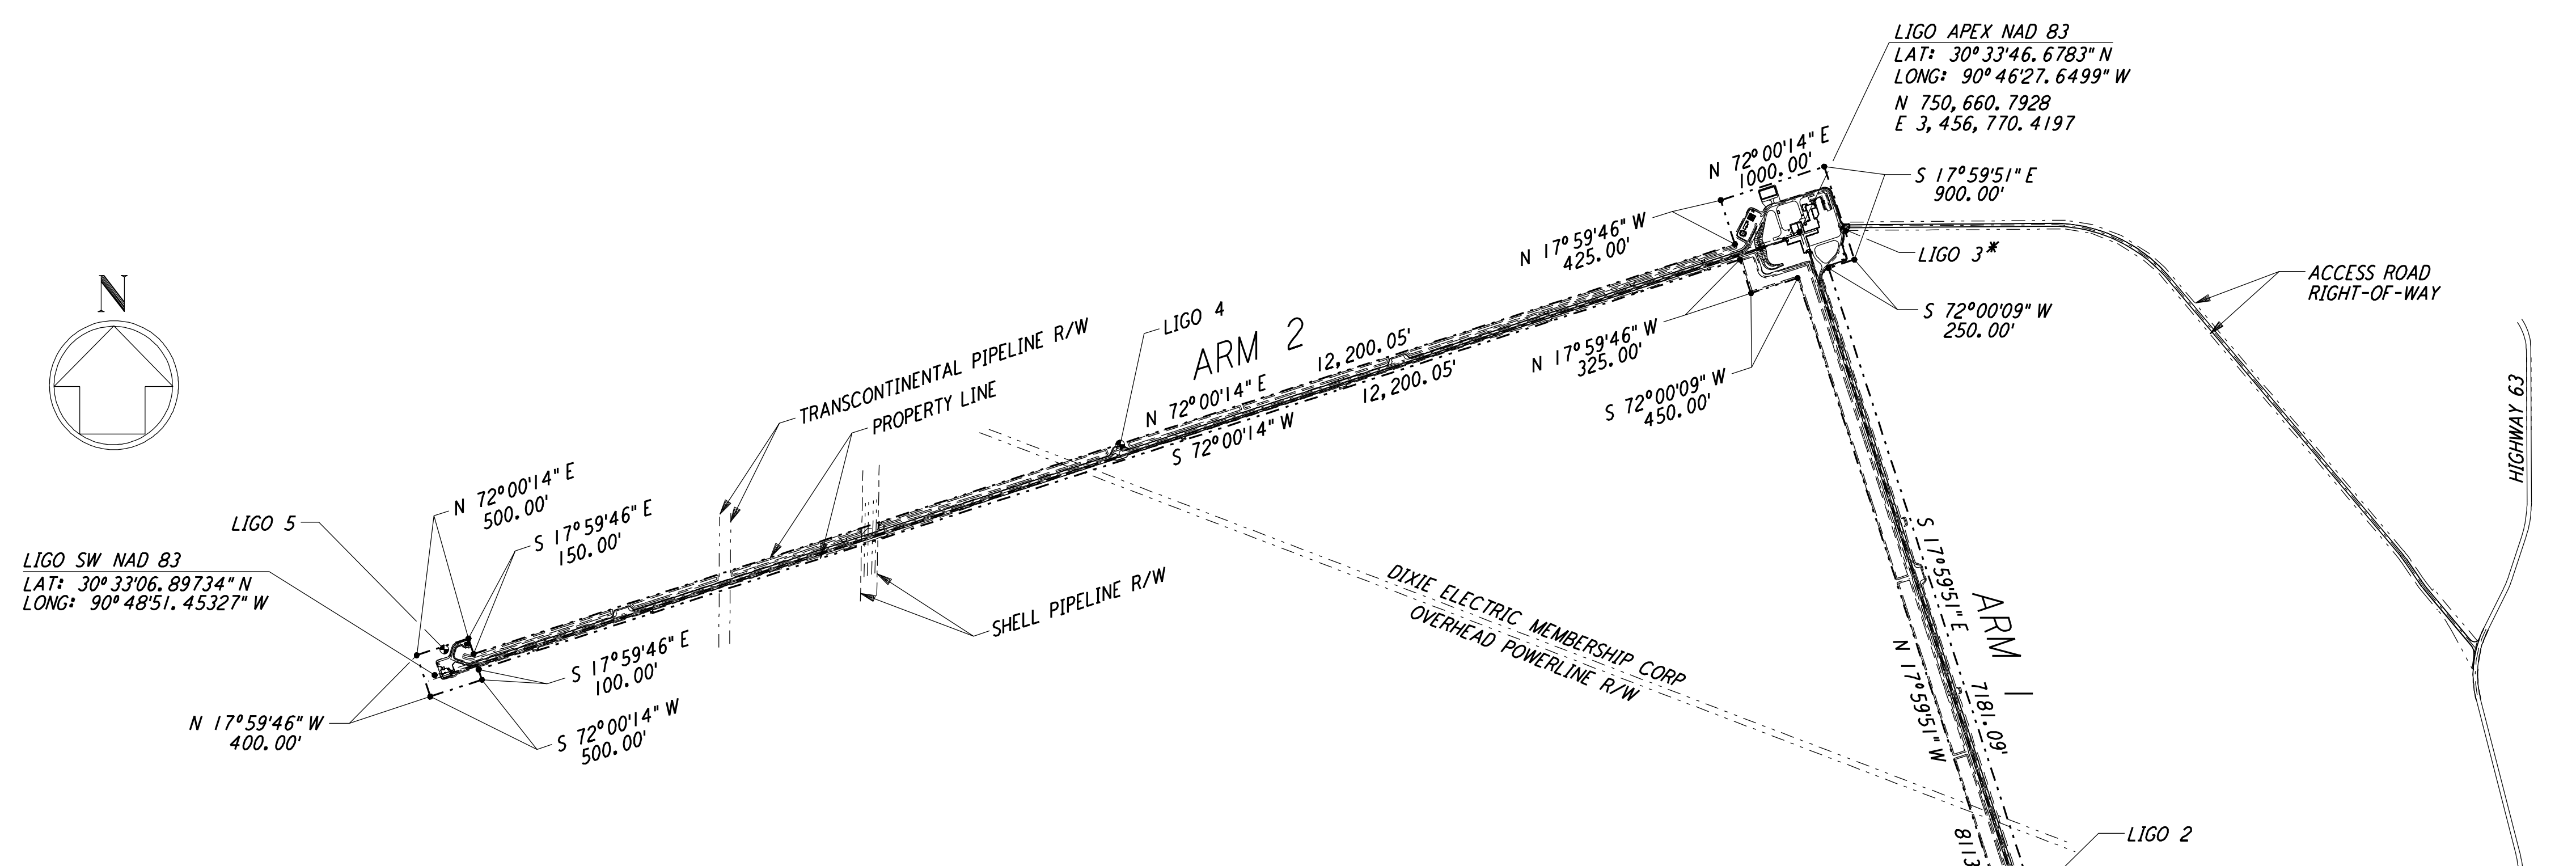 LIGO APEX NAD 83
LAT: 30°33'46.6783" N
LONG: 90°46'27.6499" W
N 750,660.7928
E 3,456,770.4197
N 72°00'14" E
1000.00'
S 17°59'51" E
900.00'
N 17°59'46" W
425.00'
LIGO 3*
ACCESS ROAD
RIGHT-OF-WAY
N
S 72°00'09" W
250.00'
LIGO 4
ARM 2
12,200.05'
12,200.05'
N 72°00'14" E
S 72°00'14" W
N 17°59'46" W
325.00'
S 72°00'09" W
450.00'
TRANSCONTINENTAL PIPELINE R/W
PROPERTY LINE
HIGHWAY 63
N 72°00'14" E
500.00'
LIGO 5
S 17°59'46" E
150.00'
LIGO SW NAD 83
LAT: 30°33'06.89734" N
LONG: 90°48'51.45327" W
SHELL PIPELINE R/W
DIXIE ELECTRIC MEMBERSHIP CORP
OVERHEAD POWERLINE R/W
S 17°59'51" E
7181.09'
ARM 1
N 17°59'51" W
8113
S 17°59'46" E
100.00'
N 17°59'46" W
400.00'
S 72°00'14" W
500.00'
LIGO 2